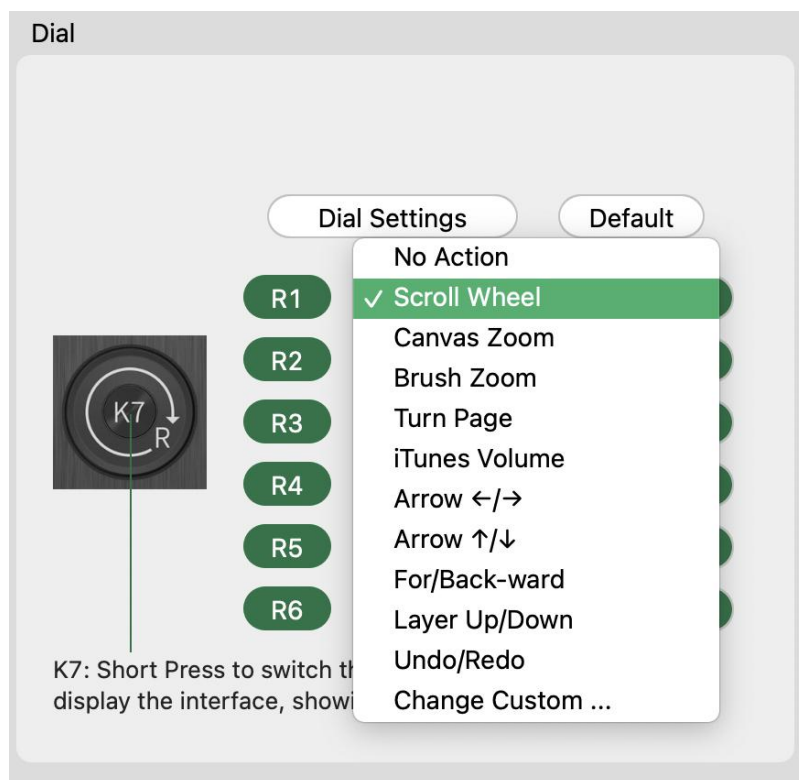 Dial
Dial Settings
Default
No Action
R1
✓ Scroll Wheel
Canvas Zoom
R2
Brush Zoom
K7
R
R3
Turn Page
iTunes Volume
R4
Arrow ←/→
Arrow ↑/↓
R5
For/Back-ward
R6
Layer Up/Down
Undo/Redo
K7: Short Press to switch
display the interface,
Change Custom ...